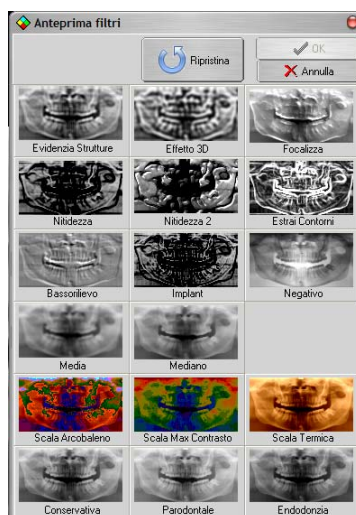 Anteprima filtri
Ripristina
OK
Annulla
Evidenzia Strutture
Effetto 3D
Focalizza
Nitidezza
Nitidezza 2
Estrai Contorni
Bassorilievo
Implant
Negativo
Media
Mediano
Scala Arcobaleno
Scala Max Contrasto
Scala Termica
Conservativa
Parodontale
Endodonzia